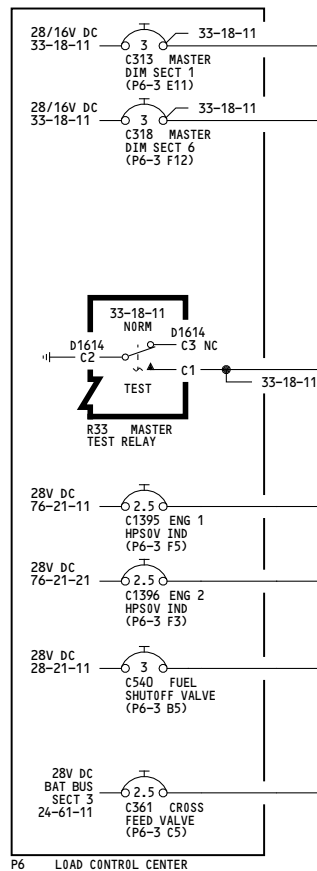 28/16V DC
33-18-11
3
33-18-11
C313 MASTER
DIM SECT 1
(P6-3 E11)
28/16V DC
33-18-11
3
33-18-11
C318 MASTER
DIM SECT 6
(P6-3 F12)
33-18-11
NORM
D1614
C2
D1614
C3 NC
C1
TEST
33-18-11
R33 MASTER
TEST RELAY
28V DC
76-21-11
2.5
C1395 ENG 1
HPSOV IND
(P6-3 F5)
28V DC
76-21-21
2.5
C1396 ENG 2
HPSOV IND
(P6-3 F3)
28V DC
28-21-11
3
C540 FUEL
SHUTOFF VALVE
(P6-3 B5)
28V DC
BAT BUS
SECT 3
24-61-11
2.5
C361 CROSS
FEED VALVE
(P6-3 C5)
P6 LOAD CONTROL CENTER